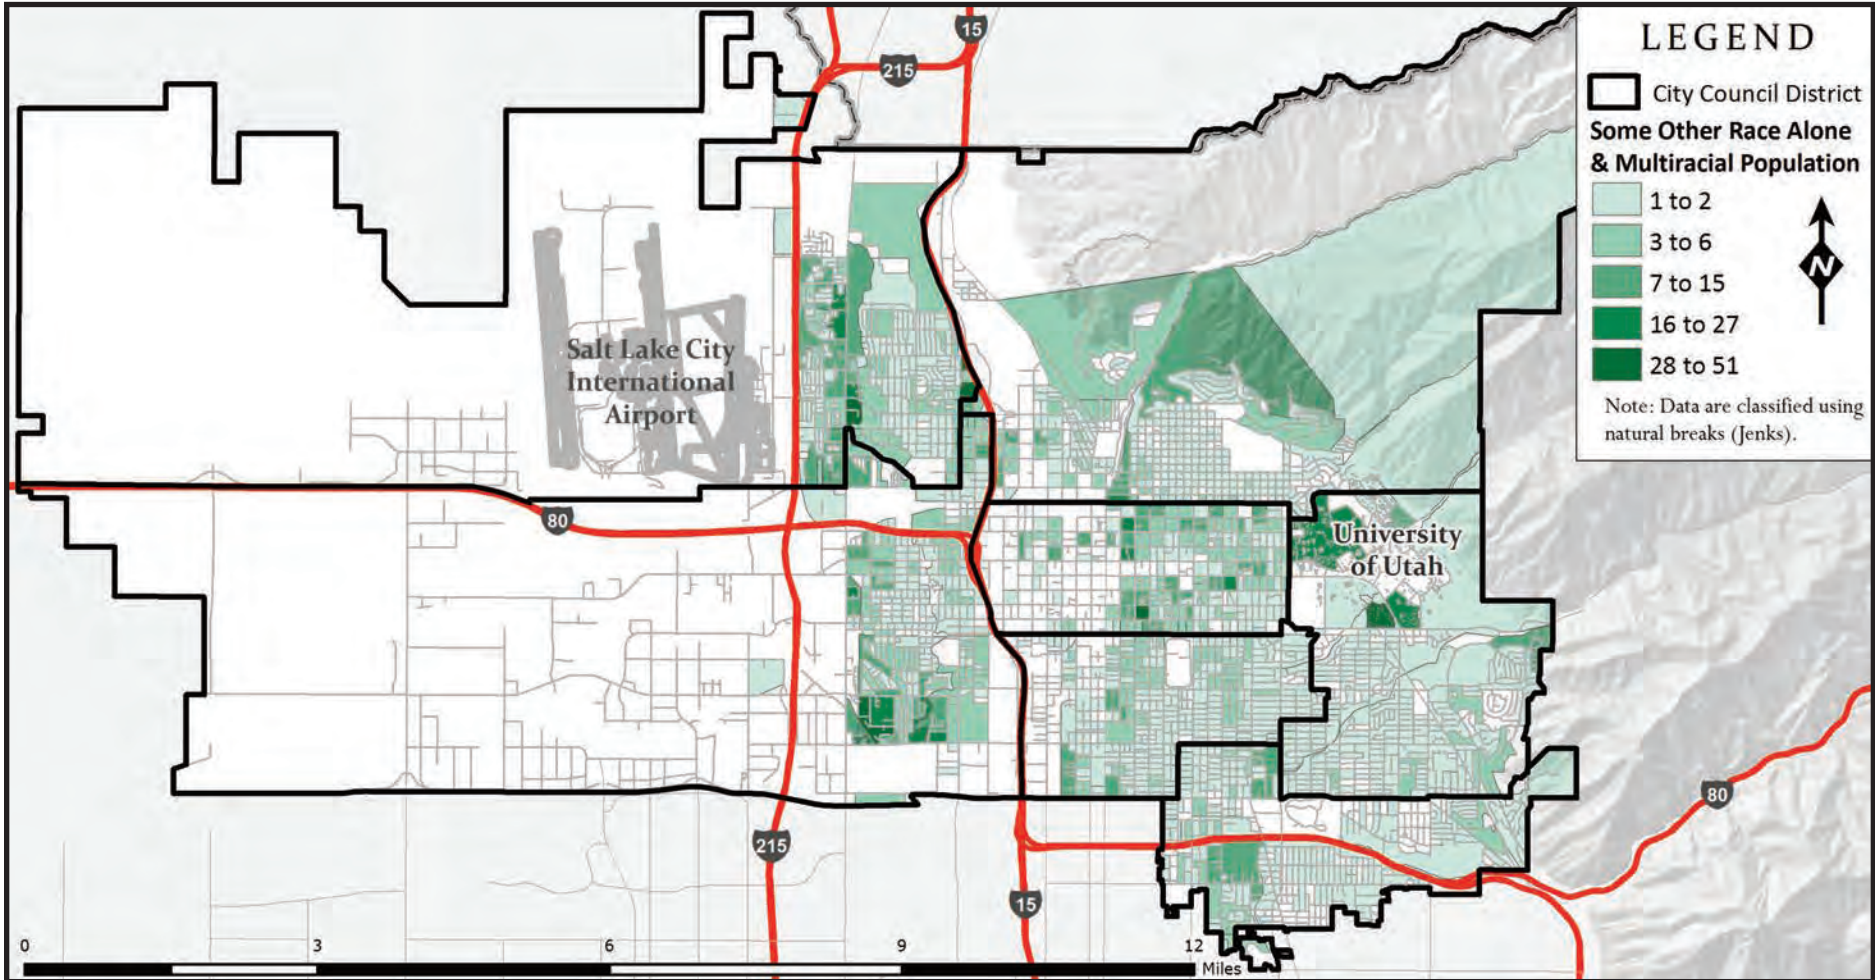 15
215
LEGEND
City Council District
Some Other Race Alone
& Multiracial Population
1 to 2
3 to 6
7 to 15
16 to 27
28 to 51
N
Note: Data are classified using
natural breaks (Jenks).
Salt Lake City
International
Airport
80
University
of Utah
80
215
15
0 3 6 9 12
Miles